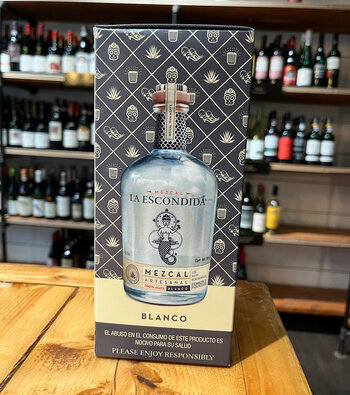 MEZCAL
LA ESCONDIDA
MEZCAL
ARTESANAL
BLANCO
BLANCO
EL ABUSO EN EL CONSUMO DE ESTE PRODUCTO ES
NOCIVO PARA SU SALUD
PLEASE ENJOY RESPONSIBLY